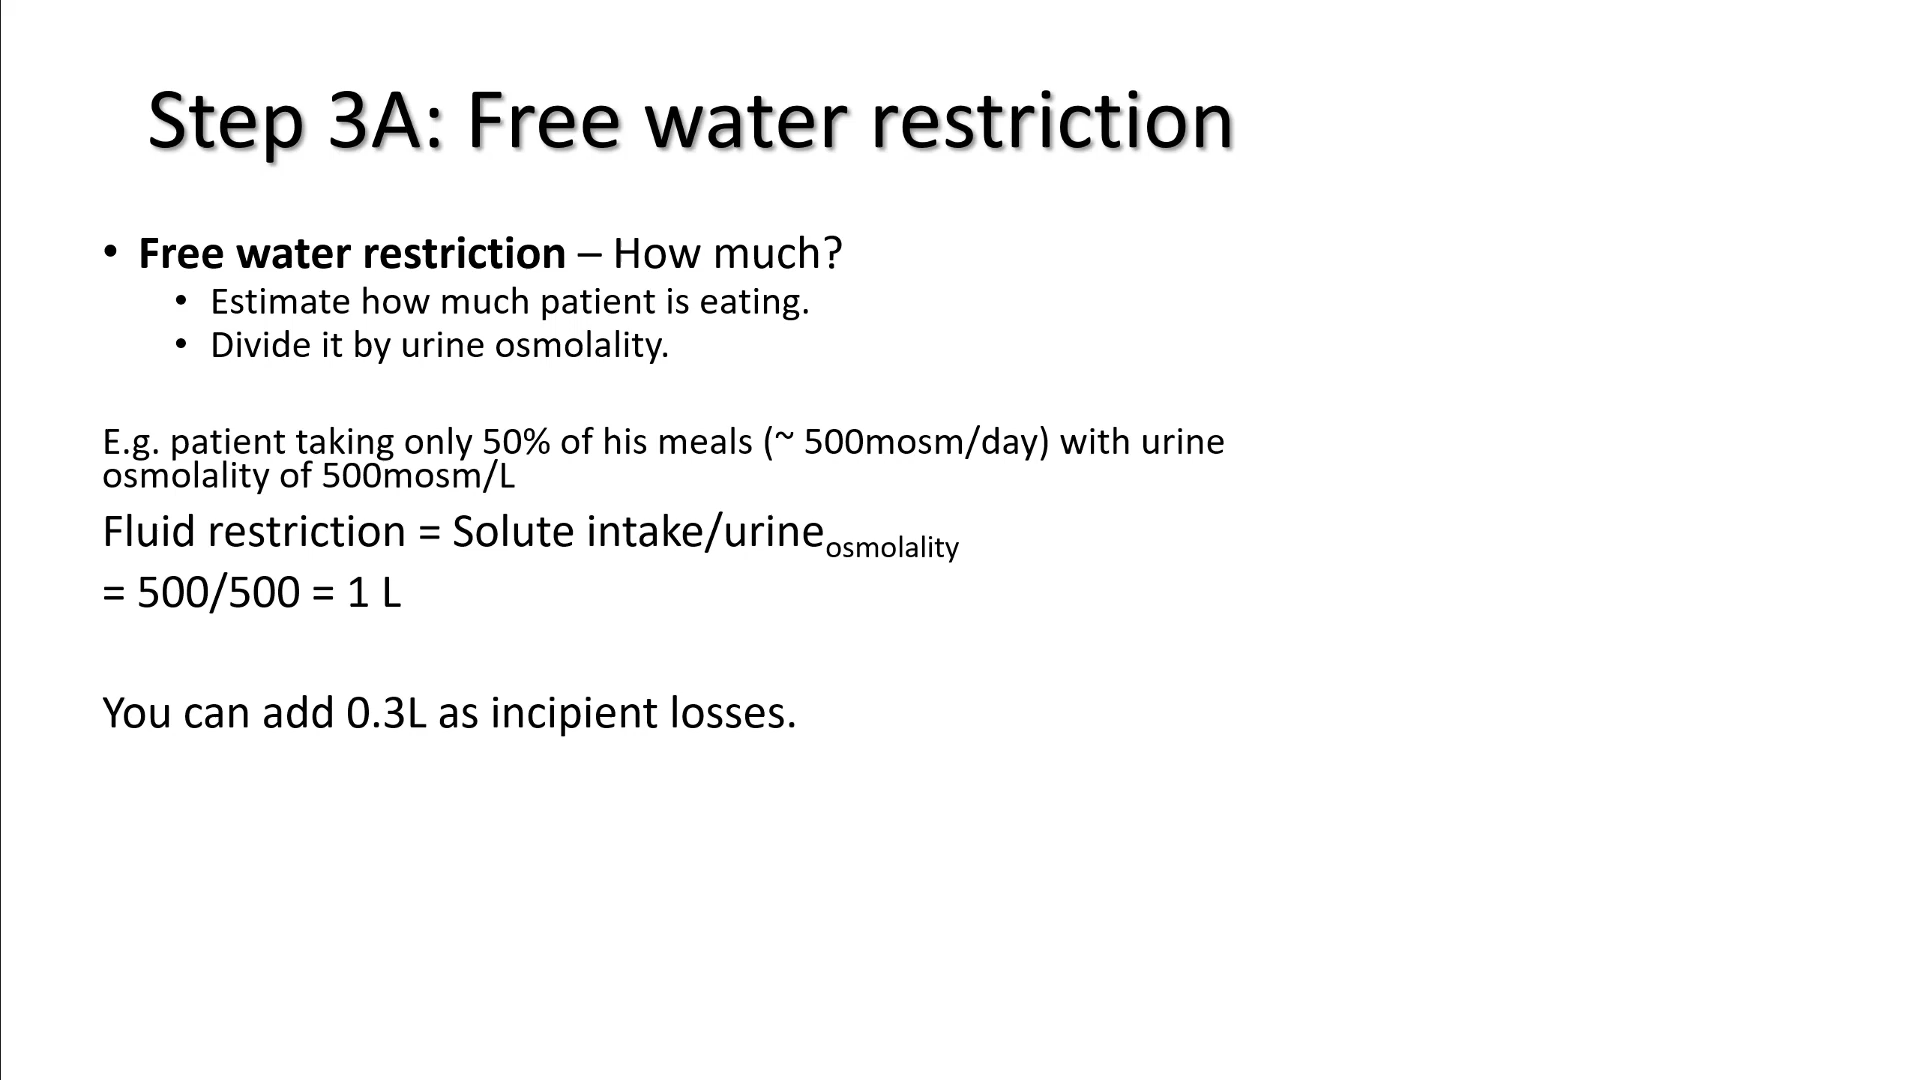 Step 3A: Free water restriction
• Free water restriction – How much?
• Estimate how much patient is eating.
• Divide it by urine osmolality.
E.g. patient taking only 50% of his meals (~ 500mosm/day) with urine
osmolality of 500mosm/L
Fluid restriction = Solute intake/urine osmolality
= 500/500 = 1 L
You can add 0.3L as incipient losses.